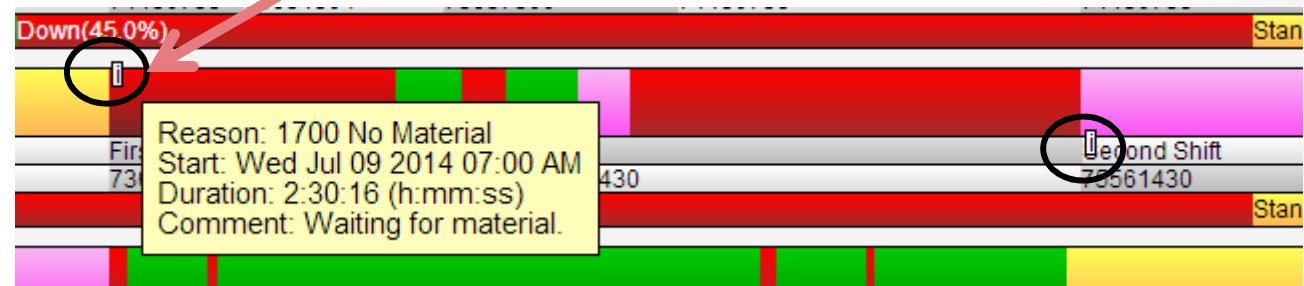 Down(45.0%)
Stan
i
Reason: 1700 No Material
Start: Wed Jul 09 2014 07:00 AM
Duration: 2:30:16 (h:mm:ss)
Comment: Waiting for material.
Firs
i
Second Shift
430
75561430
Stan